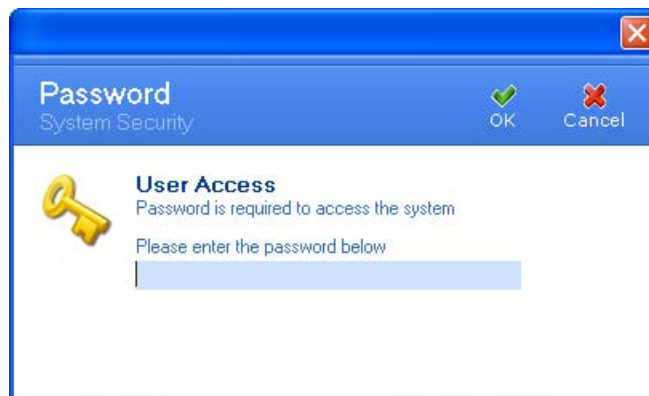 Password
System Security
OK
Cancel
User Access
Password is required to access the system
Please enter the password below